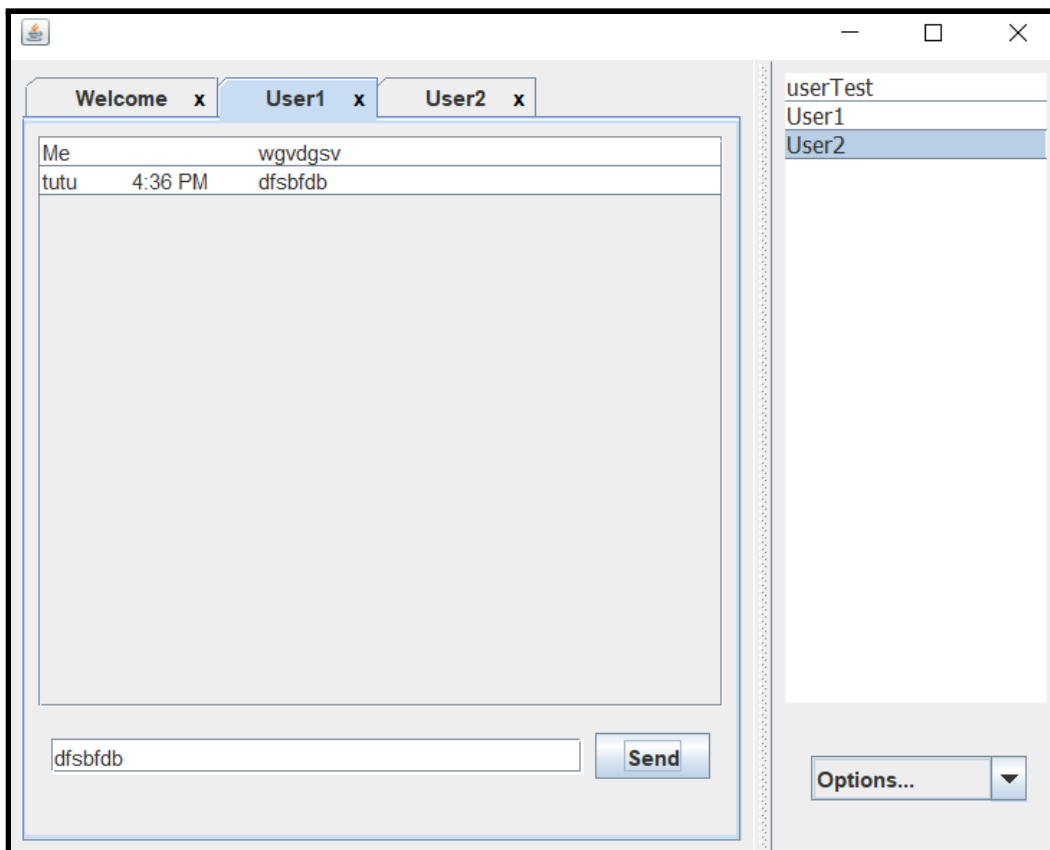 Welcome x User1 x User2 x
Me wgvdgsv
tutu 4:36 PM dfsbfdb
dfsbfdb Send
userTest
User1
User2
Options...